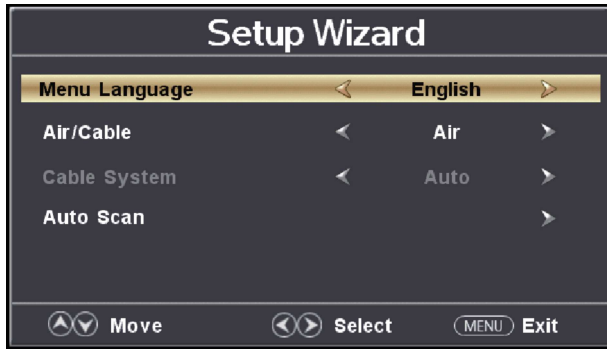 Setup Wizard
Menu Language English
Air/Cable Air
Cable System Auto
Auto Scan
Move Select MENU Exit